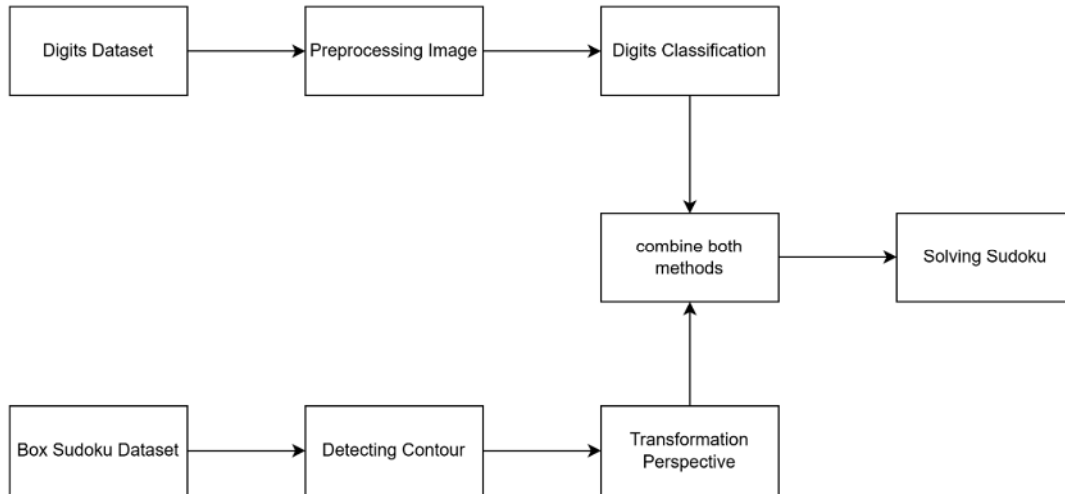 Digits Dataset
Preprocessing Image
Digits Classification
combine both
methods
Solving Sudoku
Box Sudoku Dataset
Detecting Contour
Transformation
Perspective